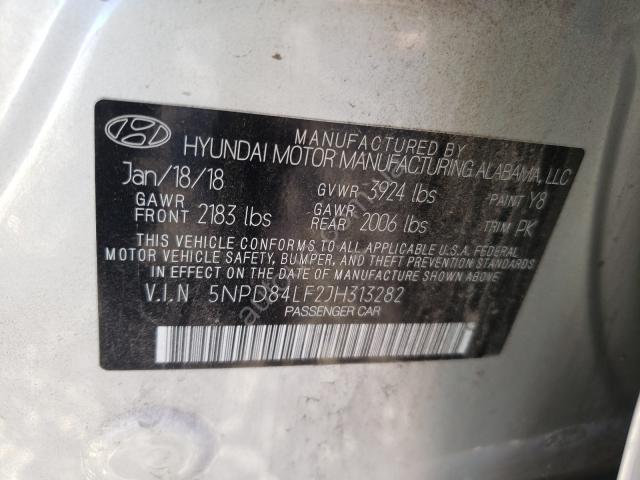 MANUFACTURED BY
HYUNDAI MOTOR MANUFACTURING ALABAMA, LLC
Jan/18/18 GVWR 3924 lbs PAINT Y8
GAWR FRONT 2183 lbs GAWR REAR 2006 lbs TRIM PK
THIS VEHICLE CONFORMS TO ALL APPLICABLE U.S.A. FEDERAL
MOTOR VEHICLE SAFETY, BUMPER, AND THEFT PREVENTION STANDARDS
IN EFFECT ON THE DATE OF MANUFACTURE SHOWN ABOVE.
V.I.N 5NPD84LF2JH313282
PASSENGER CAR